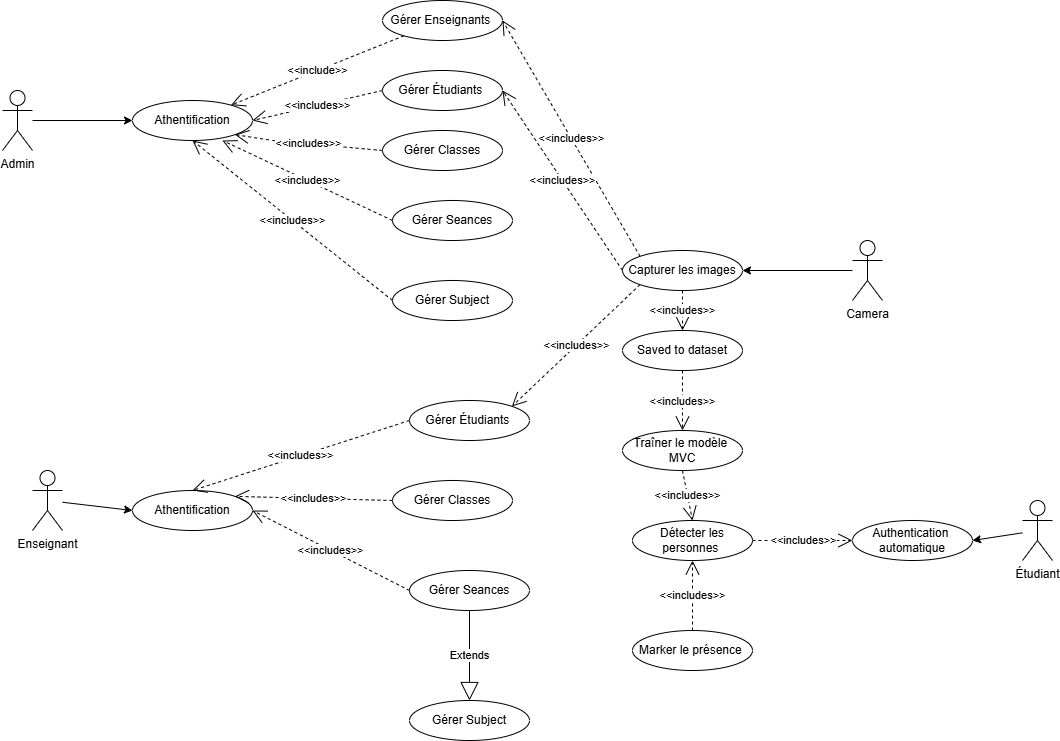 Gérer Enseignants
<<include>>
Gérer Étudiants
<<includes>>
Admin
Athentification
<<includes>>
Gérer Classes
<<includes>>
<<includes>>
<<includes>>
Gérer Seances
<<includes>>
Capturer les images
Gérer Subject
Camera
<<includes>>
<<includes>>
Saved to dataset
<<includes>>
Gérer Étudiants
Traîner le modèle
MVC
<<includes>>
<<includes>>
Gérer Classes
<<includes>>
Enseignant
Athentification
Détecter les
personnes
<<includes>>
Authentication
automatique
<<includes>>
Étudiant
Gérer Seances
<<includes>>
Extends
Marker le présence
Gérer Subject